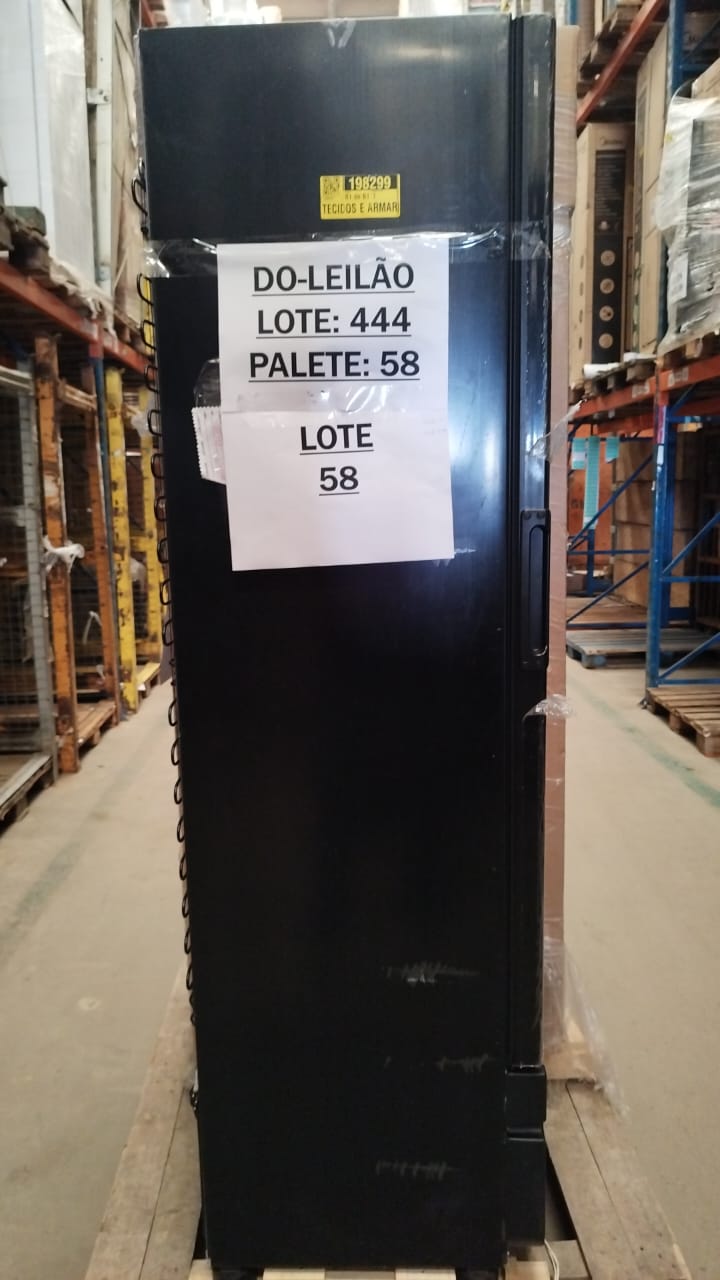 198299
TECIDOS E ARMAR
DO-LEILÃO
LOTE: 444
PALETE: 58
LOTE
58